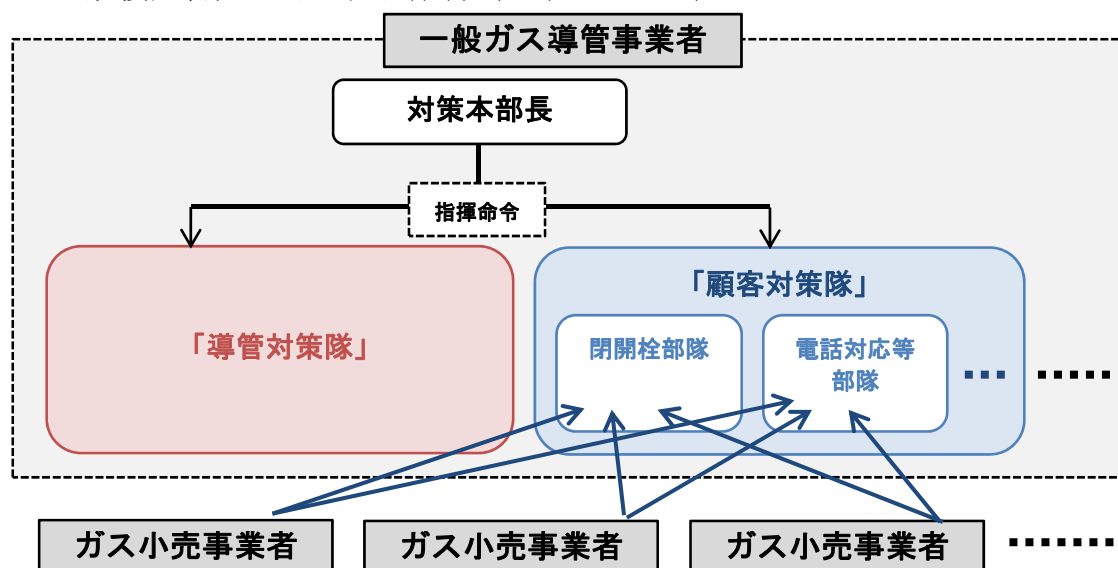 一般ガス導管事業者
対策本部長
指揮命令
「導管対策隊」
「顧客対策隊」
閉開栓部隊
電話対応等
部隊
ガス小売事業者
ガス小売事業者
ガス小売事業者